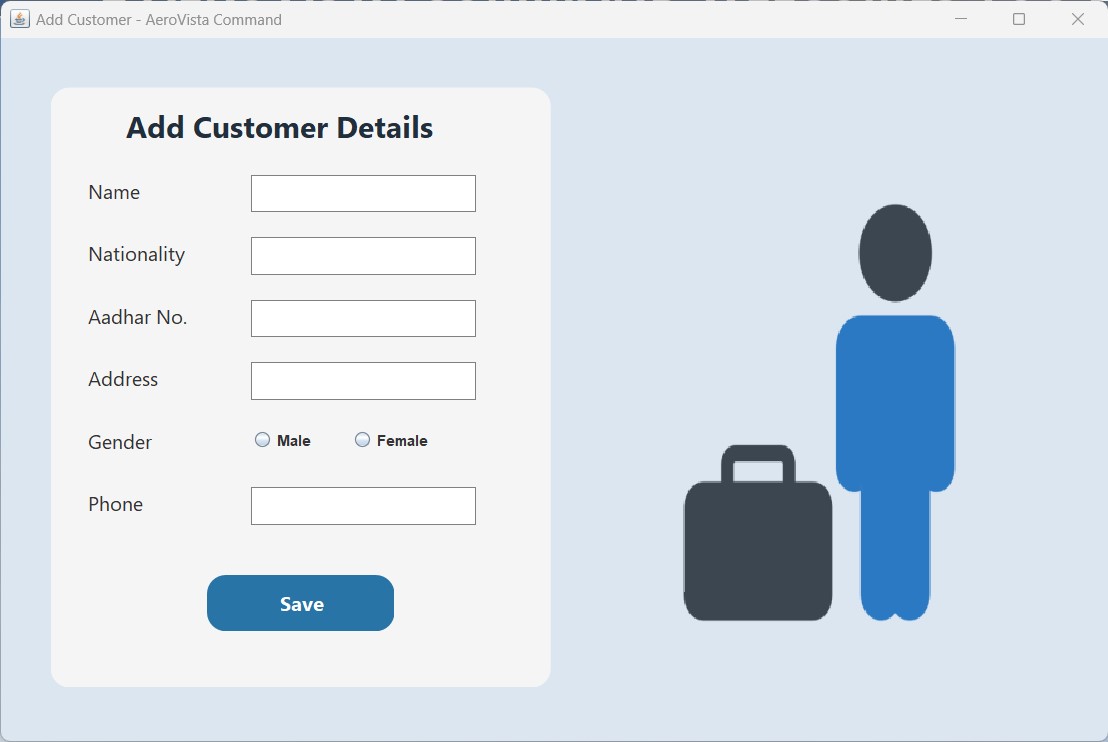 Add Customer - AeroVista Command
Add Customer Details
Name
Nationality
Aadhar No.
Address
Gender Male Female
Phone
Save